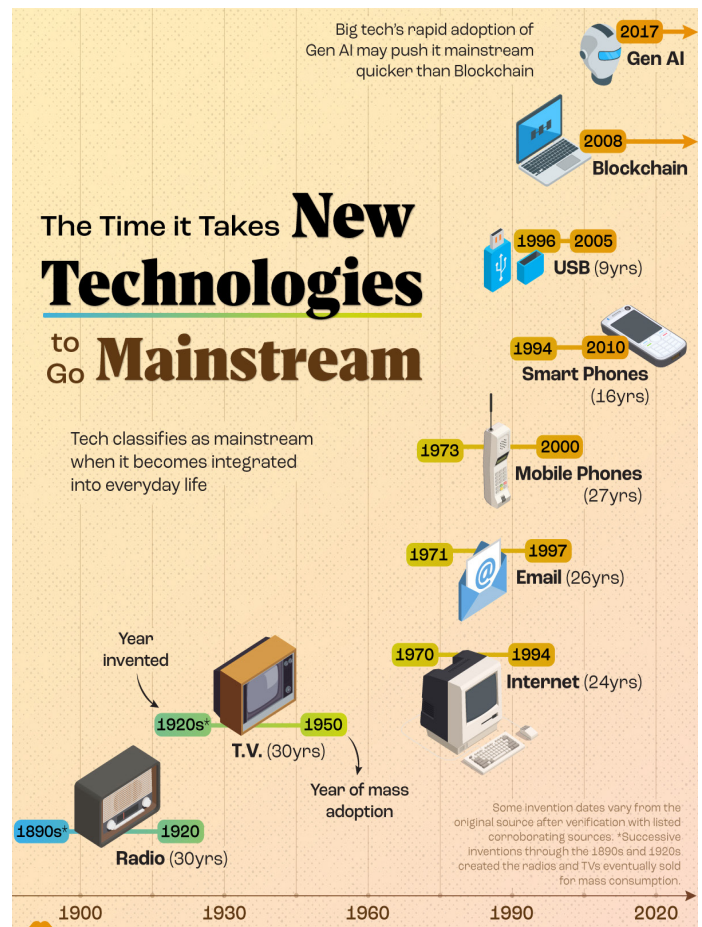 Big tech's rapid adoption of
Gen AI may push it mainstream
quicker than Blockchain
2017
Gen AI
2008
Blockchain
The Time it Takes New
Technologies
to
Go Mainstream
1996 2005
USB (9yrs)
1994 2010
Smart Phones
(16yrs)
Tech classifies as mainstream
when it becomes integrated
into everyday life
1973 2000
Mobile Phones
(27yrs)
1971 1997
@
Email (26yrs)
1970 1994
Internet (24yrs)
Year
invented
1920s* 1950
T.V. (30yrs)
Year of mass
adoption
1890s* 1920
Radio (30yrs)
Some invention dates vary from the
original source after verification with listed
corroborating sources. *Successive
inventions through the 1890s and 1920s
created the radios and TVs eventually sold
for mass consumption.
1900 1930 1960 1990 2020